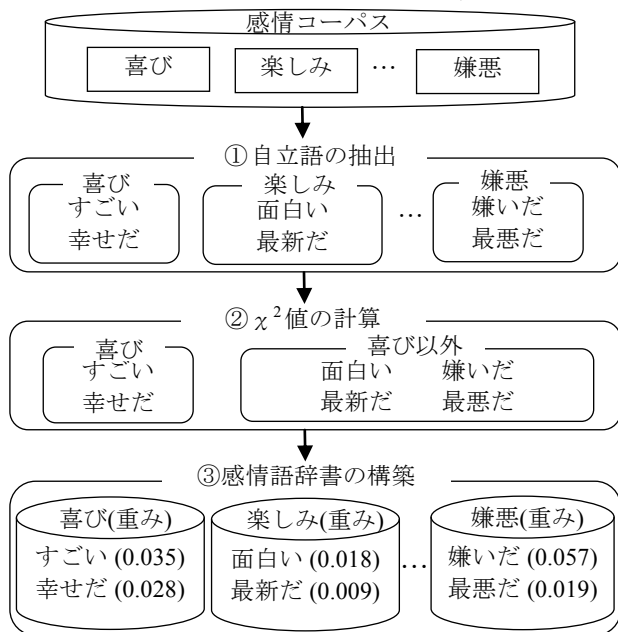 感情コーパス
喜び 楽しみ … 嫌悪
①自立語の抽出
喜び 楽しみ 嫌悪
すごい 面白い … 嫌いだ
幸せだ 最新だ 最悪だ
②χ²値の計算
喜び 喜び以外
すごい 面白い 嫌いだ
幸せだ 最新だ 最悪だ
③感情語辞書の構築
喜び(重み) 楽しみ(重み) 嫌悪(重み)
すごい (0.035) 面白い (0.018) … 嫌いだ (0.057)
幸せだ (0.028) 最新だ (0.009) 最悪だ (0.019)